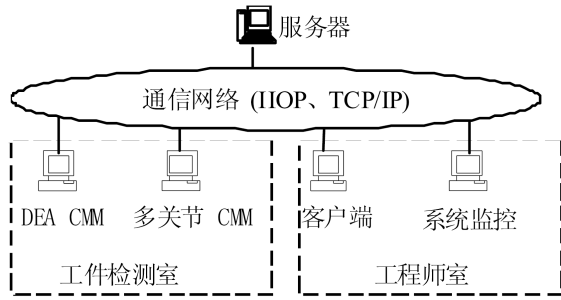 服务器
通信网络 (IIOP、TCP/IP)
DEA CMM 多关节 CMM 客户端 系统监控
工件检测室 工程师室